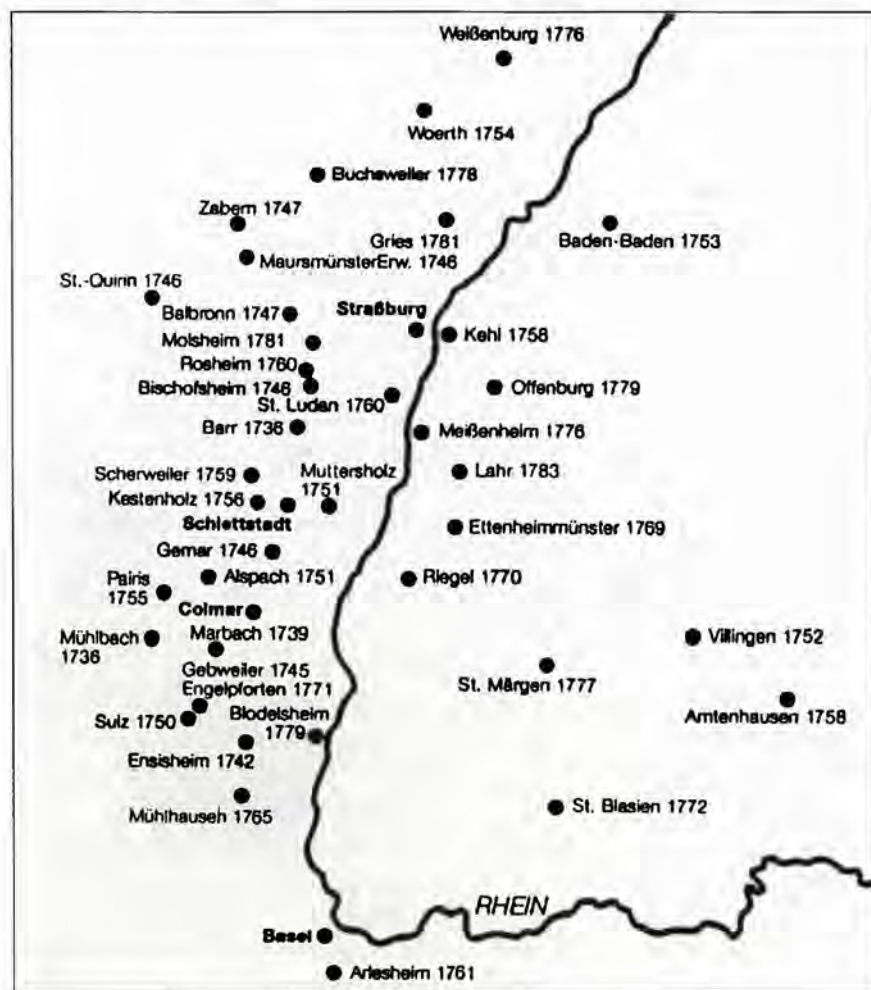 Weißenburg 1776
Woerth 1754
Buchsweiler 1778
Zabern 1747
Gries 1781
Baden-Baden 1753
MaursmünsterErw. 1746
St.-Quirin 1746
Balbronn 1747
Straßburg
Molsheim 1781
Kehl 1758
Rosheim 1760
Bischofsheim 1746
Offenburg 1779
St. Ludan 1760
Barr 1736
Meißenheim 1776
Scherweiler 1759
Muttersholz
1751
Lahr 1783
Kestenholz 1756
Schlettstadt
Ettenheimmünster 1769
Gemar 1746
Pairis
1755
Alspach 1751
Riegel 1770
Colmar
Mühlbach
1736
Marbach 1739
Villingen 1752
Gebweiler 1745
St. Märgen 1777
Engelpforten 1771
Amtenhausen 1758
Sulz 1750
Blodelsheim
1779
Ensisheim 1742
Mühlhauseh 1765
St. Blasien 1772
RHEIN
Basel
Arlesheim 1761